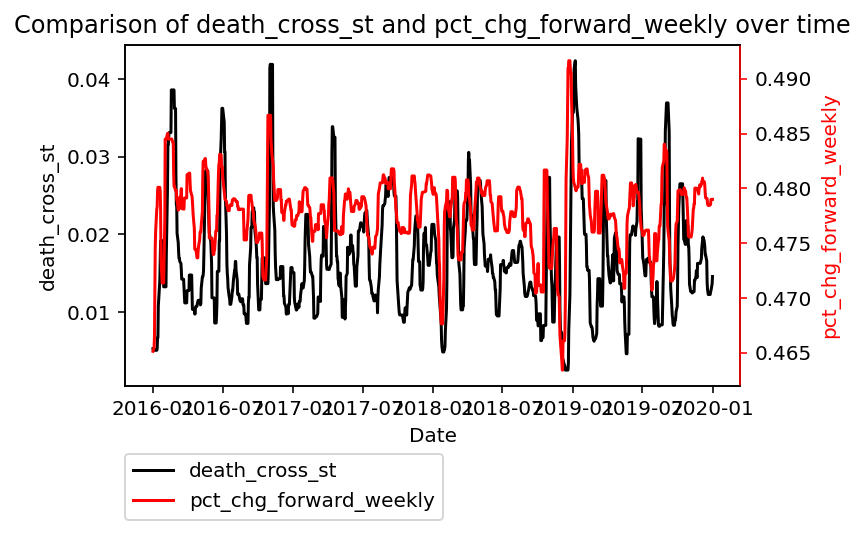 Comparison of death_cross_st and pct_chg_forward_weekly over time
0.04
0.03
0.02
0.01
death_cross_st
0.490
0.485
0.480
0.475
0.470
0.465
pct_chg_forward_weekly
2016-01 2016-07 2017-01 2017-07 2018-01 2018-07 2019-01 2019-07 2020-01
Date
death_cross_st
pct_chg_forward_weekly